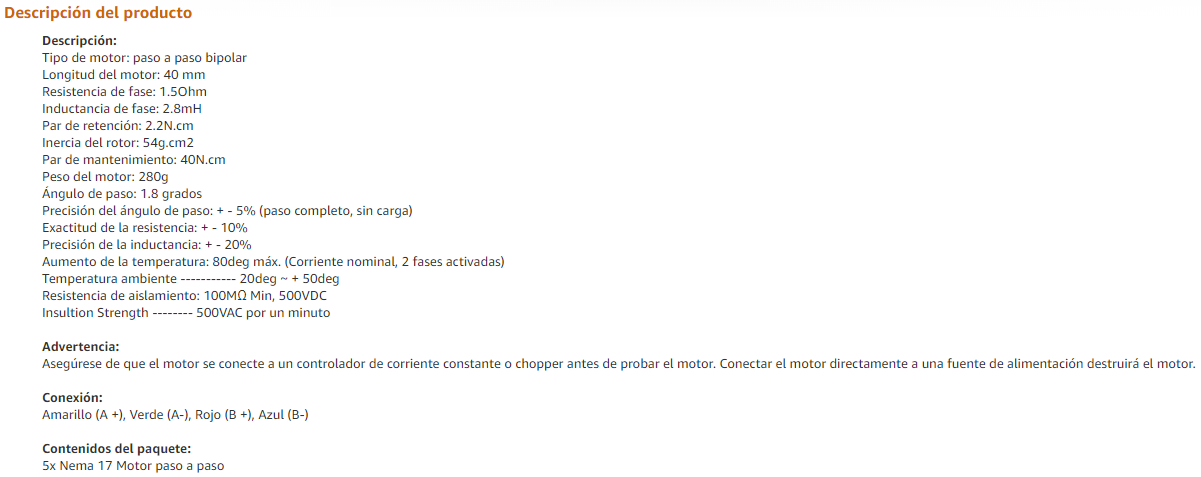 Descripción del producto
Descripción:
Tipo de motor: paso a paso bipolar
Longitud del motor: 40 mm
Resistencia de fase: 1.5Ohm
Inductancia de fase: 2.8mH
Par de retención: 2.2N.cm
Inercia del rotor: 54g.cm2
Par de mantenimiento: 40N.cm
Peso del motor: 280g
Ángulo de paso: 1.8 grados
Precisión del ángulo de paso: + - 5% (paso completo, sin carga)
Exactitud de la resistencia: + - 10%
Precisión de la inductancia: + - 20%
Aumento de la temperatura: 80deg máx. (Corriente nominal, 2 fases activadas)
Temperatura ambiente ----------- 20deg ~ + 50deg
Resistencia de aislamiento: 100MΩ Min, 500VDC
Insultion Strength -------- 500VAC por un minuto
Advertencia:
Asegúrese de que el motor se conecte a un controlador de corriente constante o chopper antes de probar el motor. Conectar el motor directamente a una fuente de alimentación destruirá el motor.
Conexión:
Amarillo (A +), Verde (A-), Rojo (B +), Azul (B-)
Contenidos del paquete:
5x Nema 17 Motor paso a paso